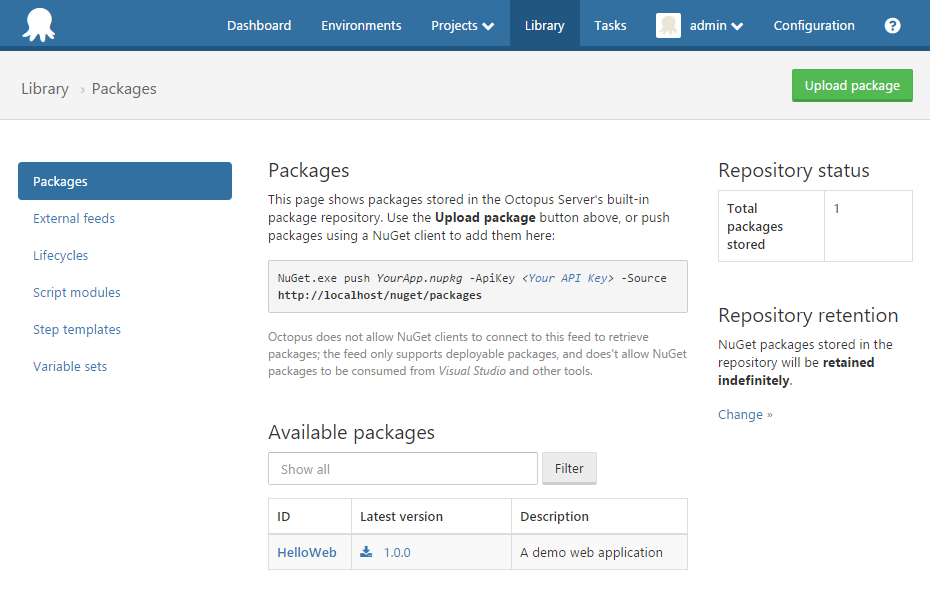 Dashboard Environments Projects Library Tasks admin Configuration ?
Library › Packages
Upload package
Packages
External feeds
Lifecycles
Script modules
Step templates
Variable sets
Packages
This page shows packages stored in the Octopus Server's built-in
package repository. Use the Upload package button above, or push
packages using a NuGet client to add them here:
NuGet.exe push YourApp.nupkg -ApiKey <Your API Key> -Source
http://localhost/nuget/packages
Octopus does not allow NuGet clients to connect to this feed to retrieve
packages; the feed only supports deployable packages, and does't allow NuGet
packages to be consumed from Visual Studio and other tools.
Available packages
Show all
Filter
ID Latest version Description
HelloWeb 1.0.0 A demo web application
Repository status
Total
packages
stored
1
Repository retention
NuGet packages stored in the
repository will be retained
indefinitely.
Change »